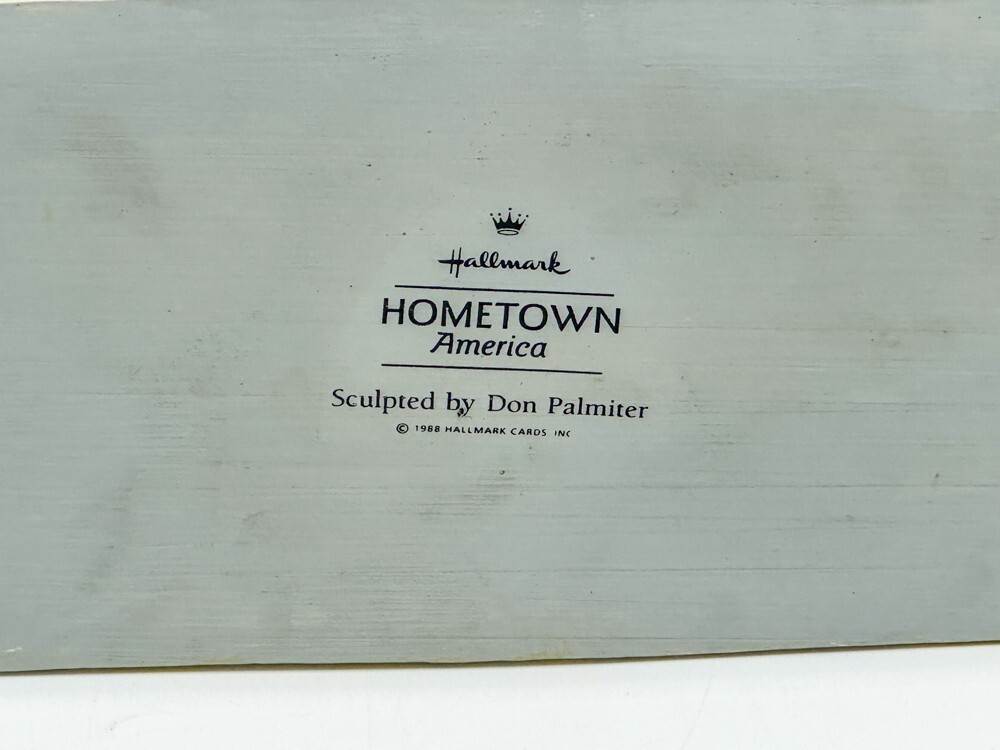 Hallmark
HOMETOWN
America
Sculpted by Don Palmiter
© 1988 HALLMARK CARDS INC